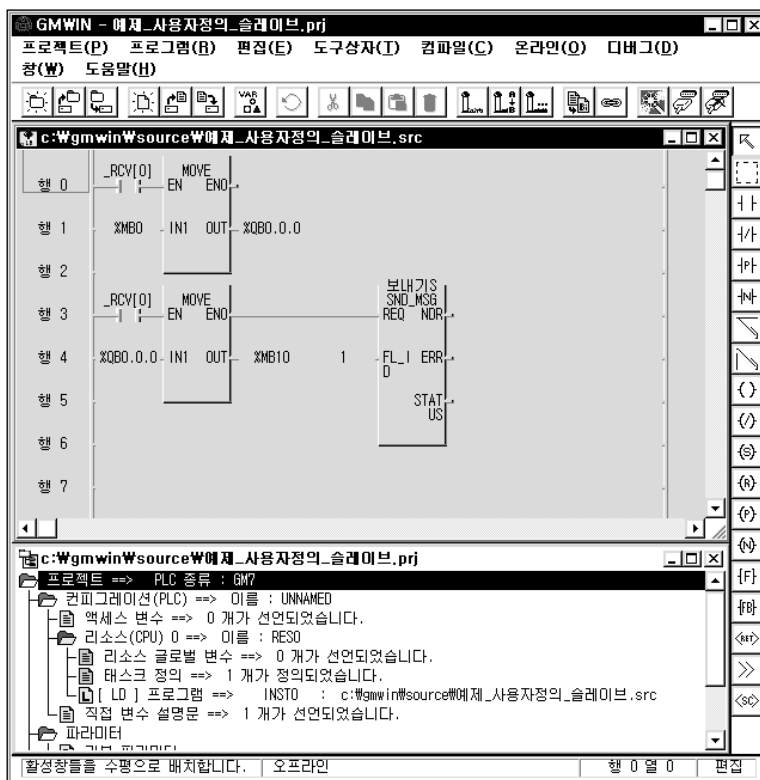 GMWIN - 예제_사용자정의_슬레이브.prj
프로젝트(P) 프로그램(R) 편집(E) 도구상자(T) 컴파일(C) 온라인(O) 디버그(D)
창(W) 도움말(H)
VAR
c:₩gmwin₩source₩예제_사용자정의_슬레이브.src
_RCV[0] MOVE
행 0 EN ENO
행 1 %MB0 IN1 OUT %QB0.0.0
행 2
보내기S
_RCV[0] MOVE SND_MSG
행 3 EN ENO REQ NDR
행 4 %QB0.0.0 IN1 OUT %MB10 1 FL_I ERR
D
행 5 STAT
US
행 6
행 7
(S)
(R)
(P)
(N)
{F}
{FB}
<RET>
<SC>
c:₩gmwin₩source₩예제_사용자정의_슬레이브.prj
프로젝트 ==> PLC 종류 : GM7
컨피그레이션(PLC) ==> 이름 : UNNAMED
액세스 변수 ==> 0 개가 선언되었습니다.
리소스(CPU) 0 ==> 이름 : RES0
리소스 글로벌 변수 ==> 0 개가 선언되었습니다.
태스크 정의 ==> 1 개가 정의되었습니다.
[ LD ] 프로그램 ==> INST0 : c:₩gmwin₩source₩예제_사용자정의_슬레이브.src
직접 변수 설명문 ==> 1 개가 선언되었습니다.
파라미터
활성창들을 수평으로 배치합니다. 오프라인 행 0 열 0 편집